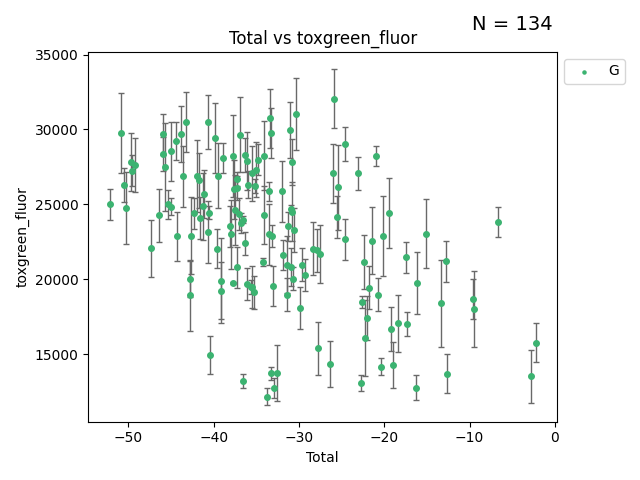 N = 134
Total vs toxgreen_fluor
G
toxgreen_fluor
35000
30000
25000
20000
15000
−50
−40
−30
−20
−10
0
Total